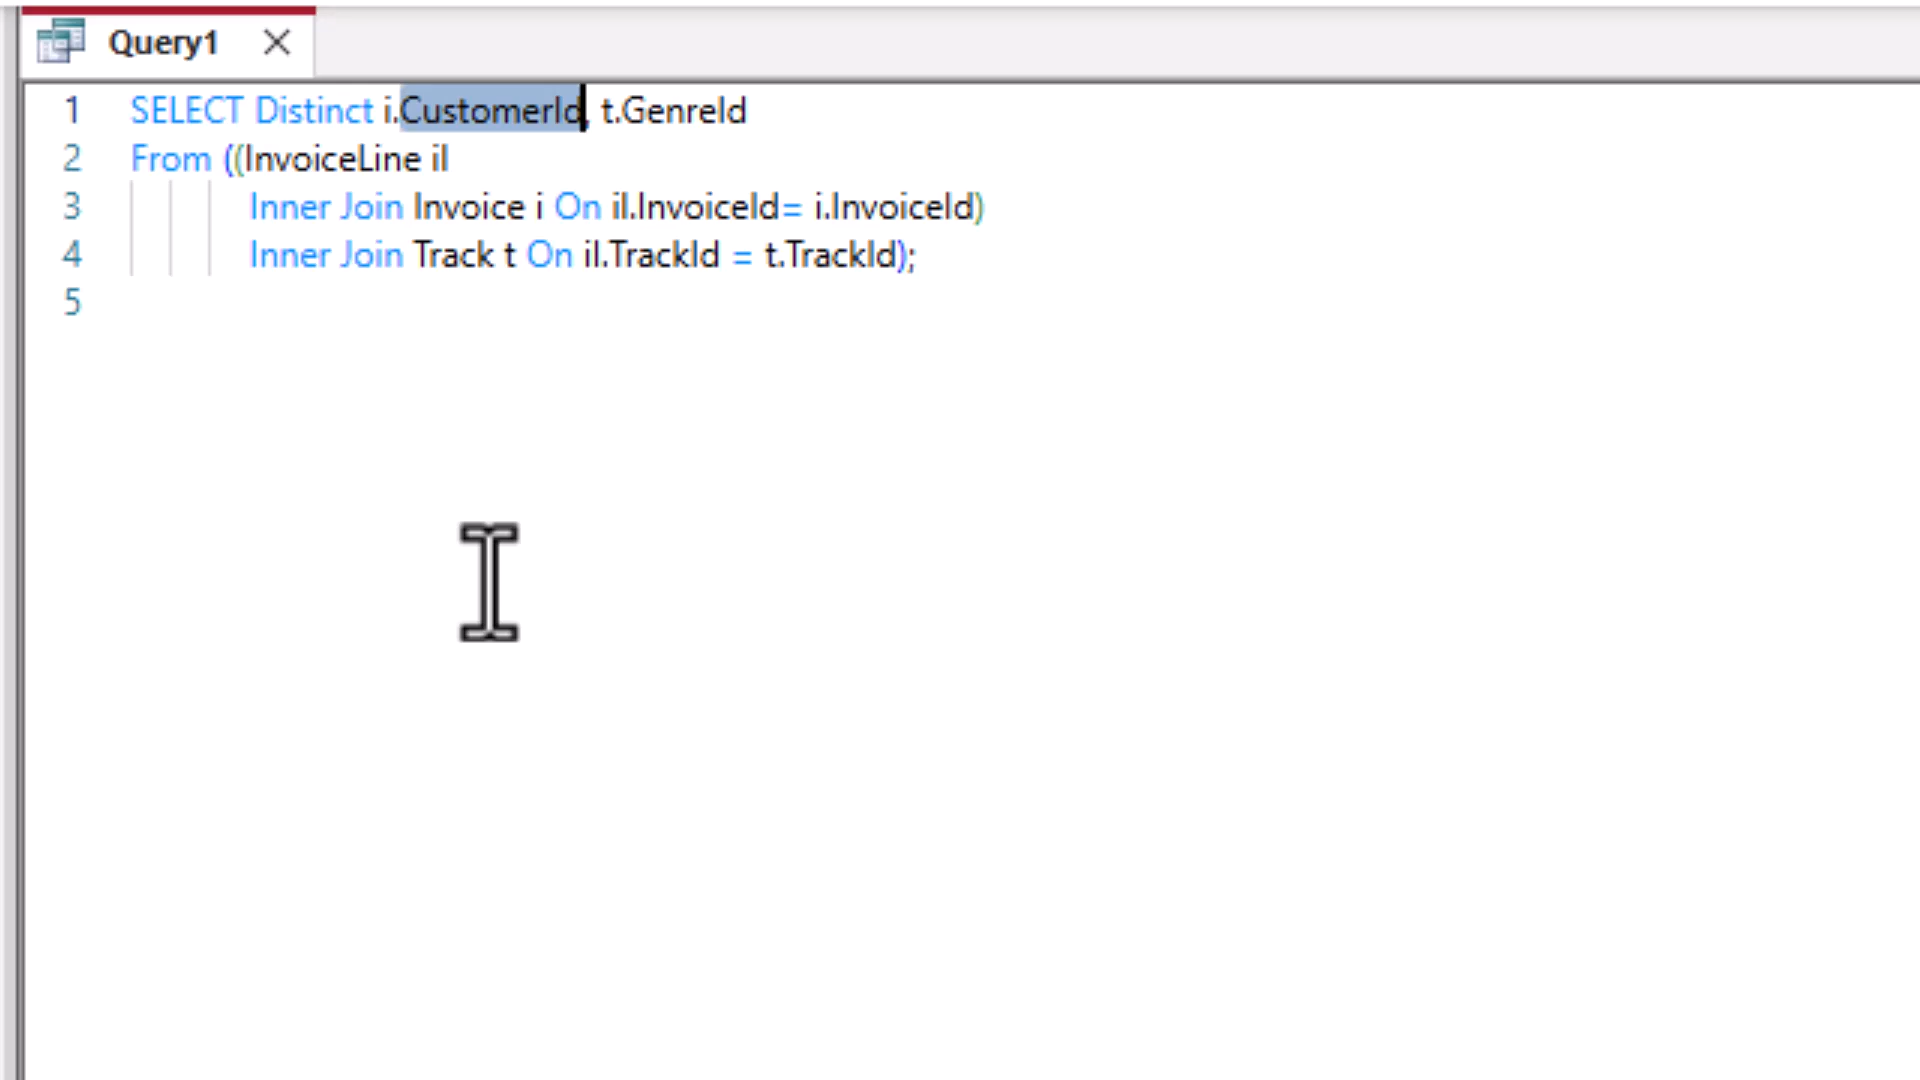 Query1
1 SELECT Distinct i.CustomerId, t.GenreId
2 From ((InvoiceLine il
3 Inner Join Invoice i On il.InvoiceId= i.InvoiceId)
4 Inner Join Track t On il.TrackId = t.TrackId);
5